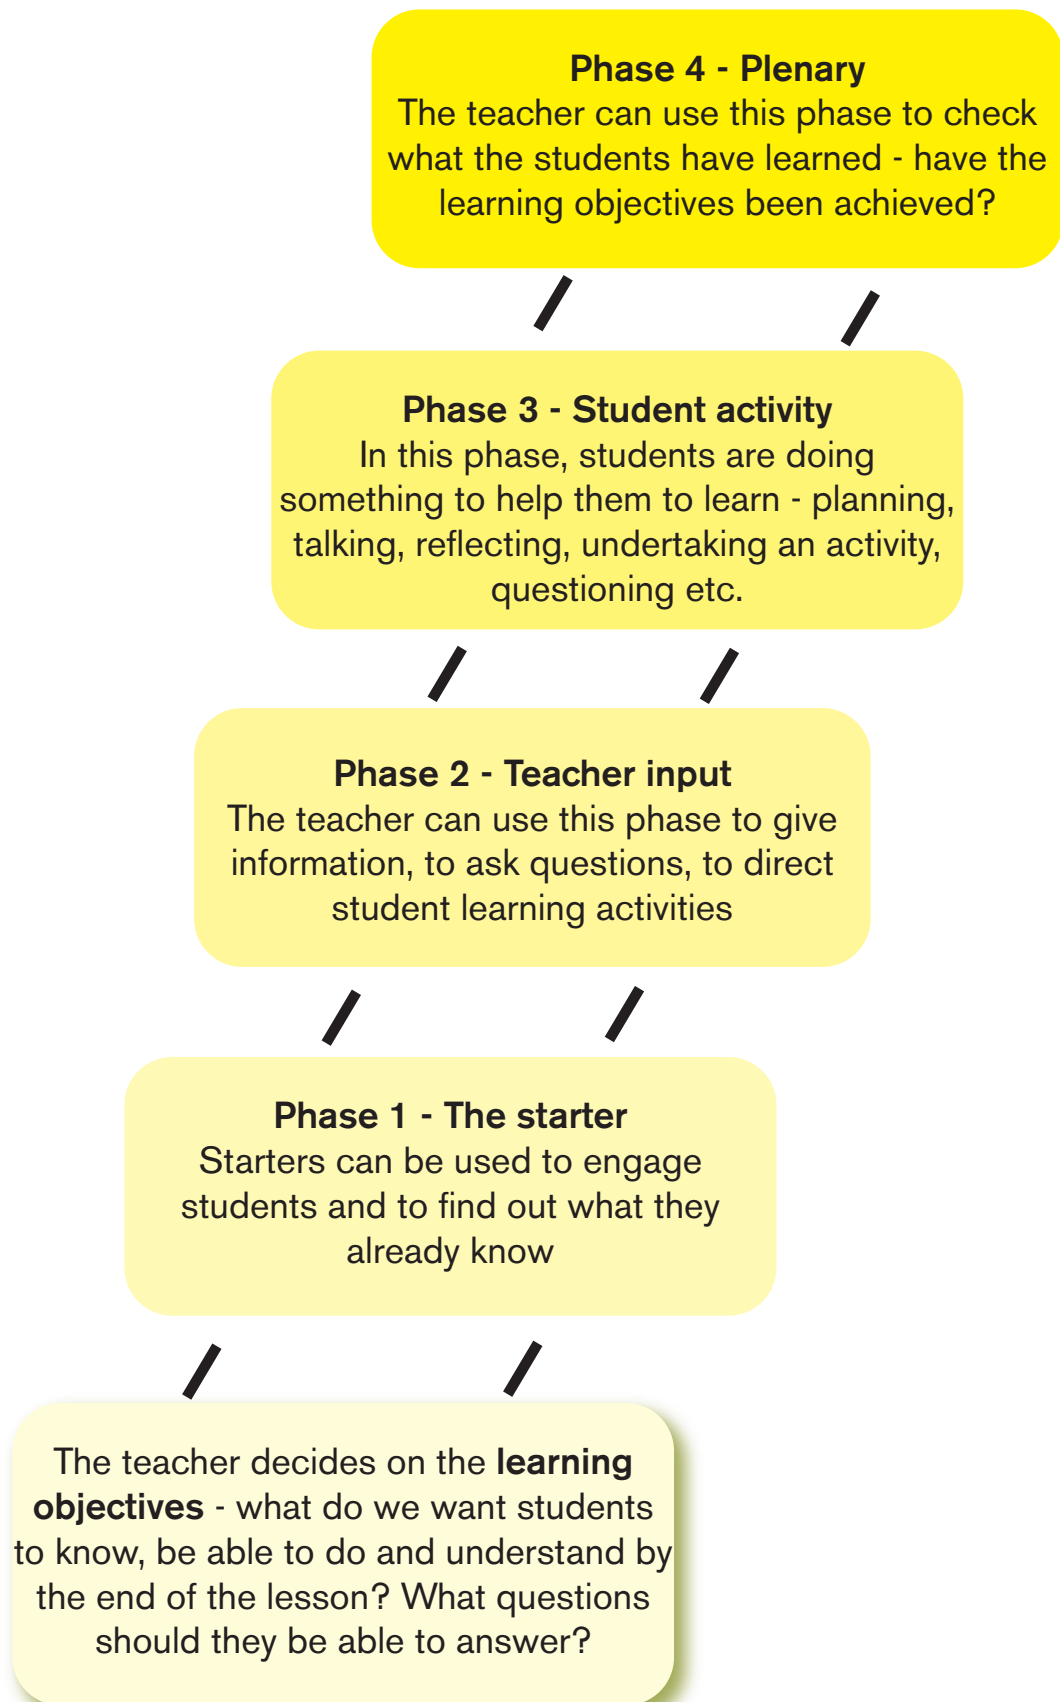 Phase 4 - Plenary
The teacher can use this phase to check
what the students have learned - have the
learning objectives been achieved?
Phase 3 - Student activity
In this phase, students are doing
something to help them to learn - planning,
talking, reflecting, undertaking an activity,
questioning etc.
Phase 2 - Teacher input
The teacher can use this phase to give
information, to ask questions, to direct
student learning activities
Phase 1 - The starter
Starters can be used to engage
students and to find out what they
already know
The teacher decides on the learning
objectives - what do we want students
to know, be able to do and understand by
the end of the lesson? What questions
should they be able to answer?